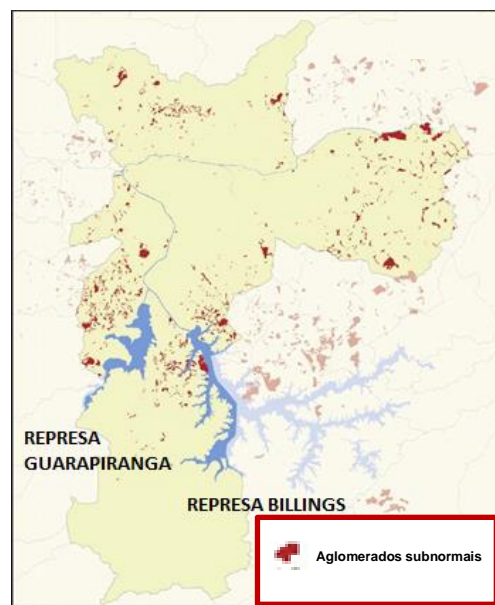 REPRESA
GUARAPIRANGA
REPRESA BILLINGS
Aglomerados subnormais